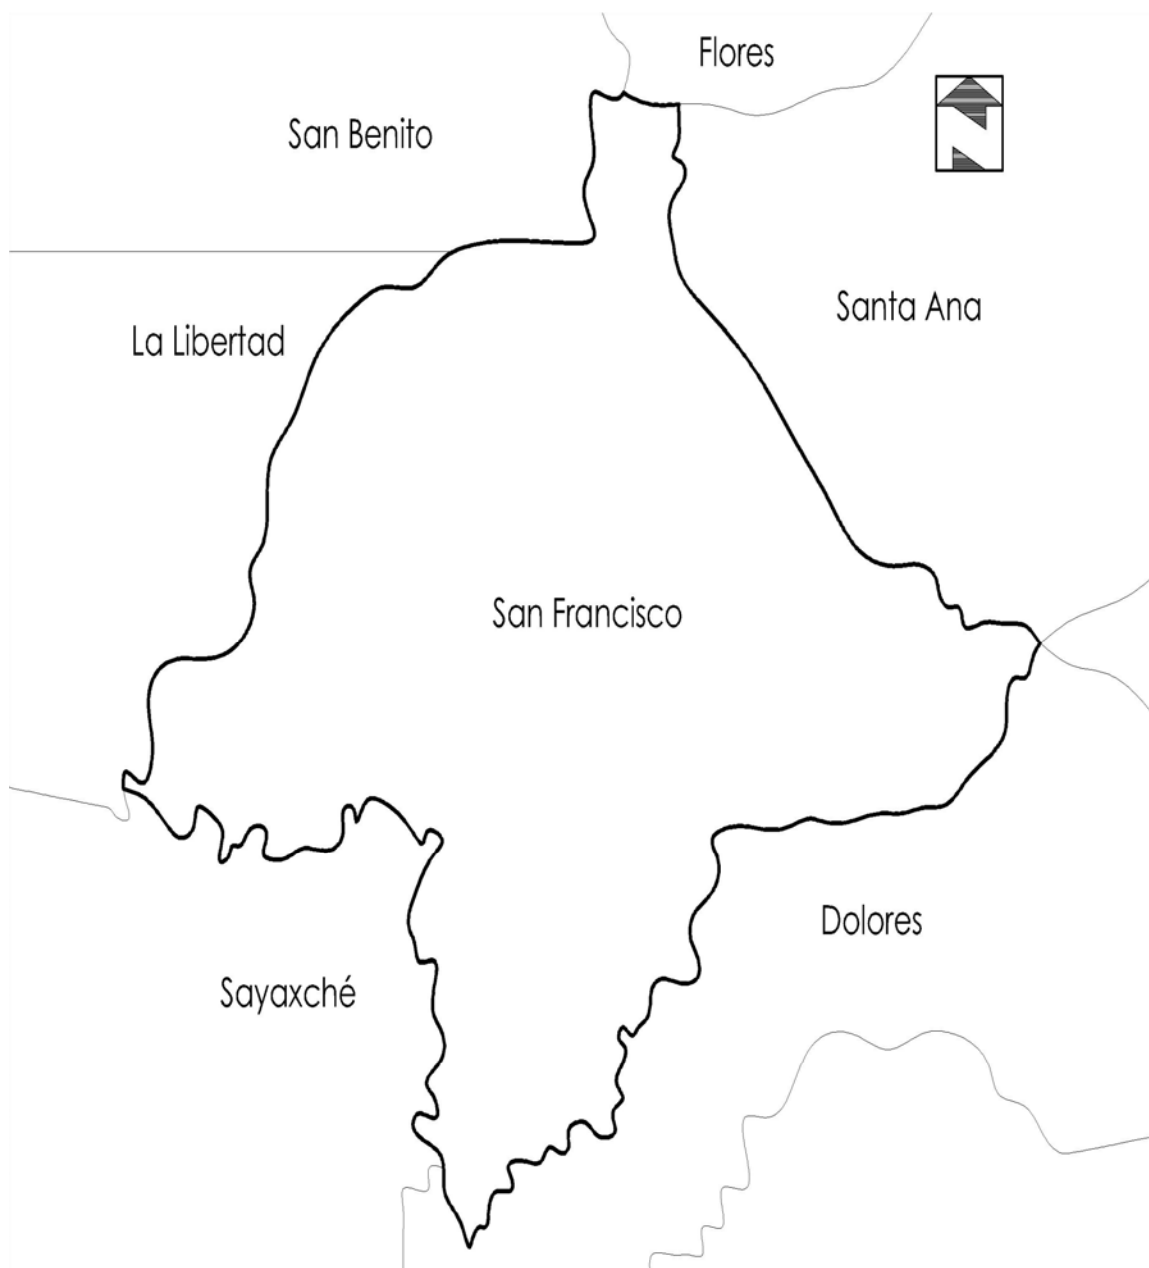 Flores
San Benito
N
Santa Ana
La Libertad
San Francisco
Dolores
Sayaxché